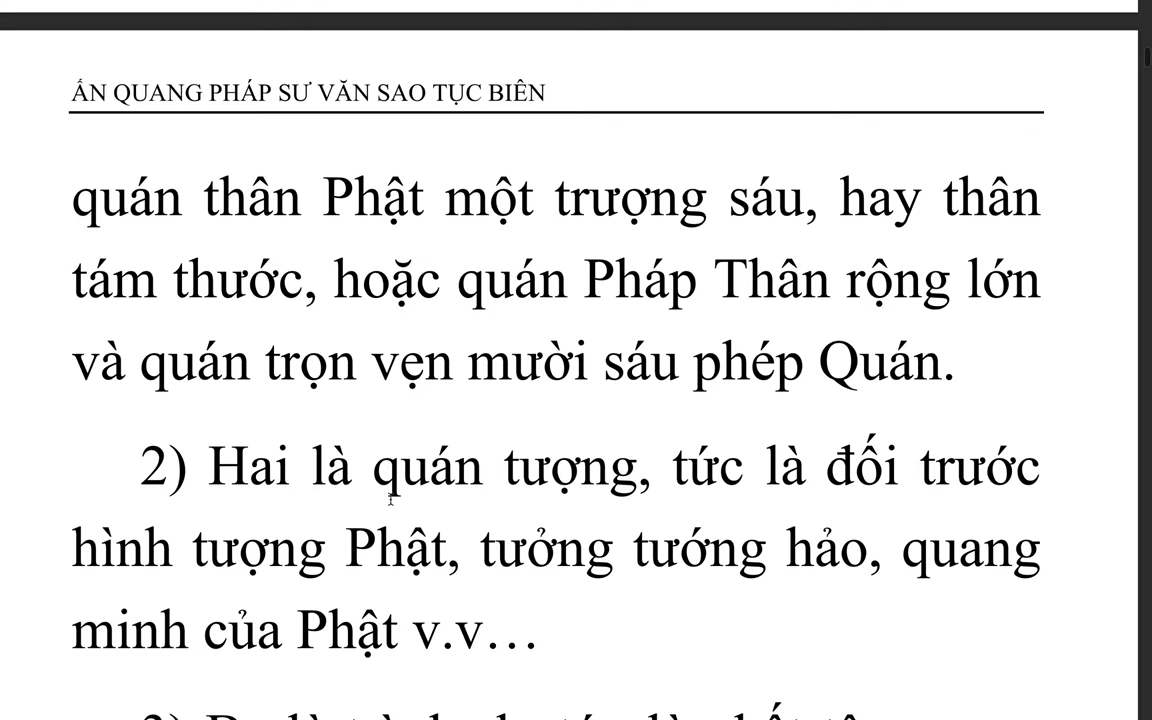 ẤN QUANG PHÁP SƯ VĂN SAO TỤC BIÊN
quán thân Phật một trượng sáu, hay thân
tám thước, hoặc quán Pháp Thân rộng lớn
và quán trọn vẹn mười sáu phép Quán.
2) Hai là quán tượng, tức là đối trước
hình tượng Phật, tưởng tướng hảo, quang
minh của Phật v.v…